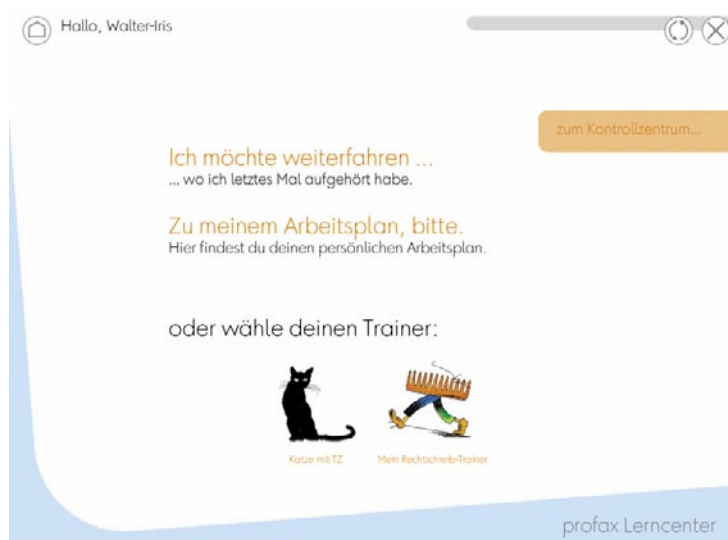 Hallo, Walter-Iris
zum Kontrollzentrum...
Ich möchte weiterfahren ...
... wo ich letztes Mal aufgehört habe.
Zu meinem Arbeitsplan, bitte.
Hier findest du deinen persönlichen Arbeitsplan.
oder wähle deinen Trainer:
Katze mit TZ
Mein Rechtschreib-Trainer
profax Lerncenter